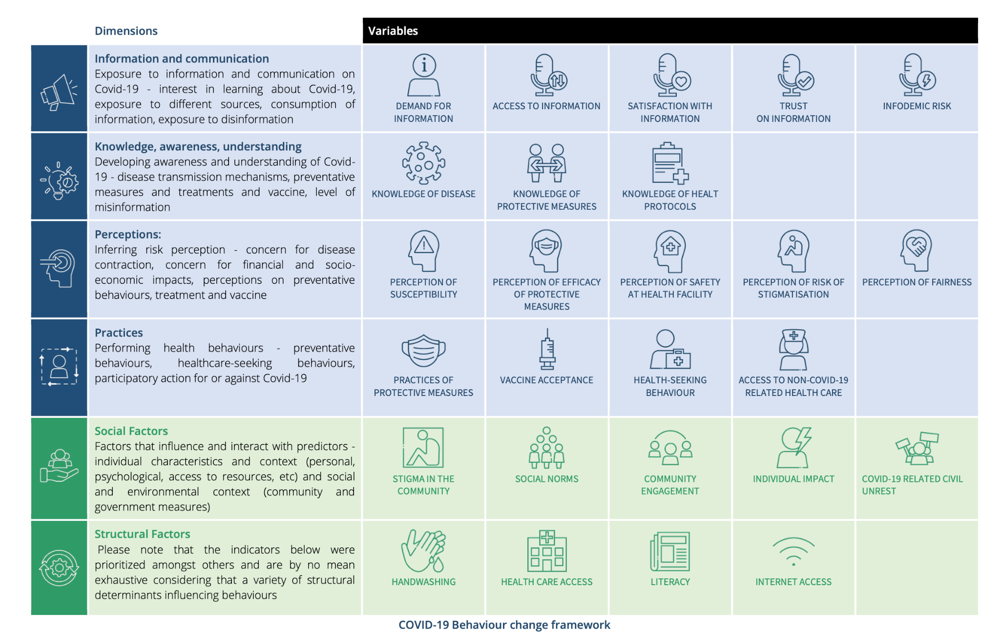 Dimensions
Variables
Information and communication
Exposure to information and communication on
Covid-19 - interest in learning about Covid-19,
exposure to different sources, consumption of
information, exposure to disinformation
DEMAND FOR
INFORMATION
ACCESS TO INFORMATION
SATISFACTION WITH
INFORMATION
TRUST
ON INFORMATION
INFODEMIC RISK
Knowledge, awareness, understanding
Developing awareness and understanding of Covid-
19 - disease transmission mechanisms, preventative
measures and treatments and vaccine, level of
misinformation
KNOWLEDGE OF DISEASE
KNOWLEDGE OF
PROTECTIVE MEASURES
KNOWLEDGE OF HEALT
PROTOCOLS
Perceptions:
Inferring risk perception - concern for disease
contraction, concern for financial and socio-
economic impacts, perceptions on preventative
behaviours, treatment and vaccine
PERCEPTION OF
SUSCEPTIBILITY
PERCEPTION OF EFFICACY
OF PROTECTIVE
MEASURES
PERCEPTION OF SAFETY
AT HEALTH FACILITY
PERCEPTION OF RISK OF
STIGMATISATION
PERCEPTION OF FAIRNESS
Practices
Performing health behaviours - preventative
behaviours, healthcare-seeking behaviours,
participatory action for or against Covid-19
PRACTICES OF
PROTECTIVE MEASURES
VACCINE ACCEPTANCE
HEALTH-SEEKING
BEHAVIOUR
ACCESS TO NON-COVID-19
RELATED HEALTH CARE
Social Factors
Factors that influence and interact with predictors -
individual characteristics and context (personal,
psychological, access to resources, etc) and social
and environmental context (community and
government measures)
STIGMA IN THE
COMMUNITY
SOCIAL NORMS
COMMUNITY
ENGAGEMENT
INDIVIDUAL IMPACT
COVID-19 RELATED CIVIL
UNREST
Structural Factors
Please note that the indicators below were
prioritized amongst others and are by no mean
exhaustive considering that a variety of structural
determinants influencing behaviours
HANDWASHING
HEALTH CARE ACCESS
LITERACY
INTERNET ACCESS
COVID-19 Behaviour change framework